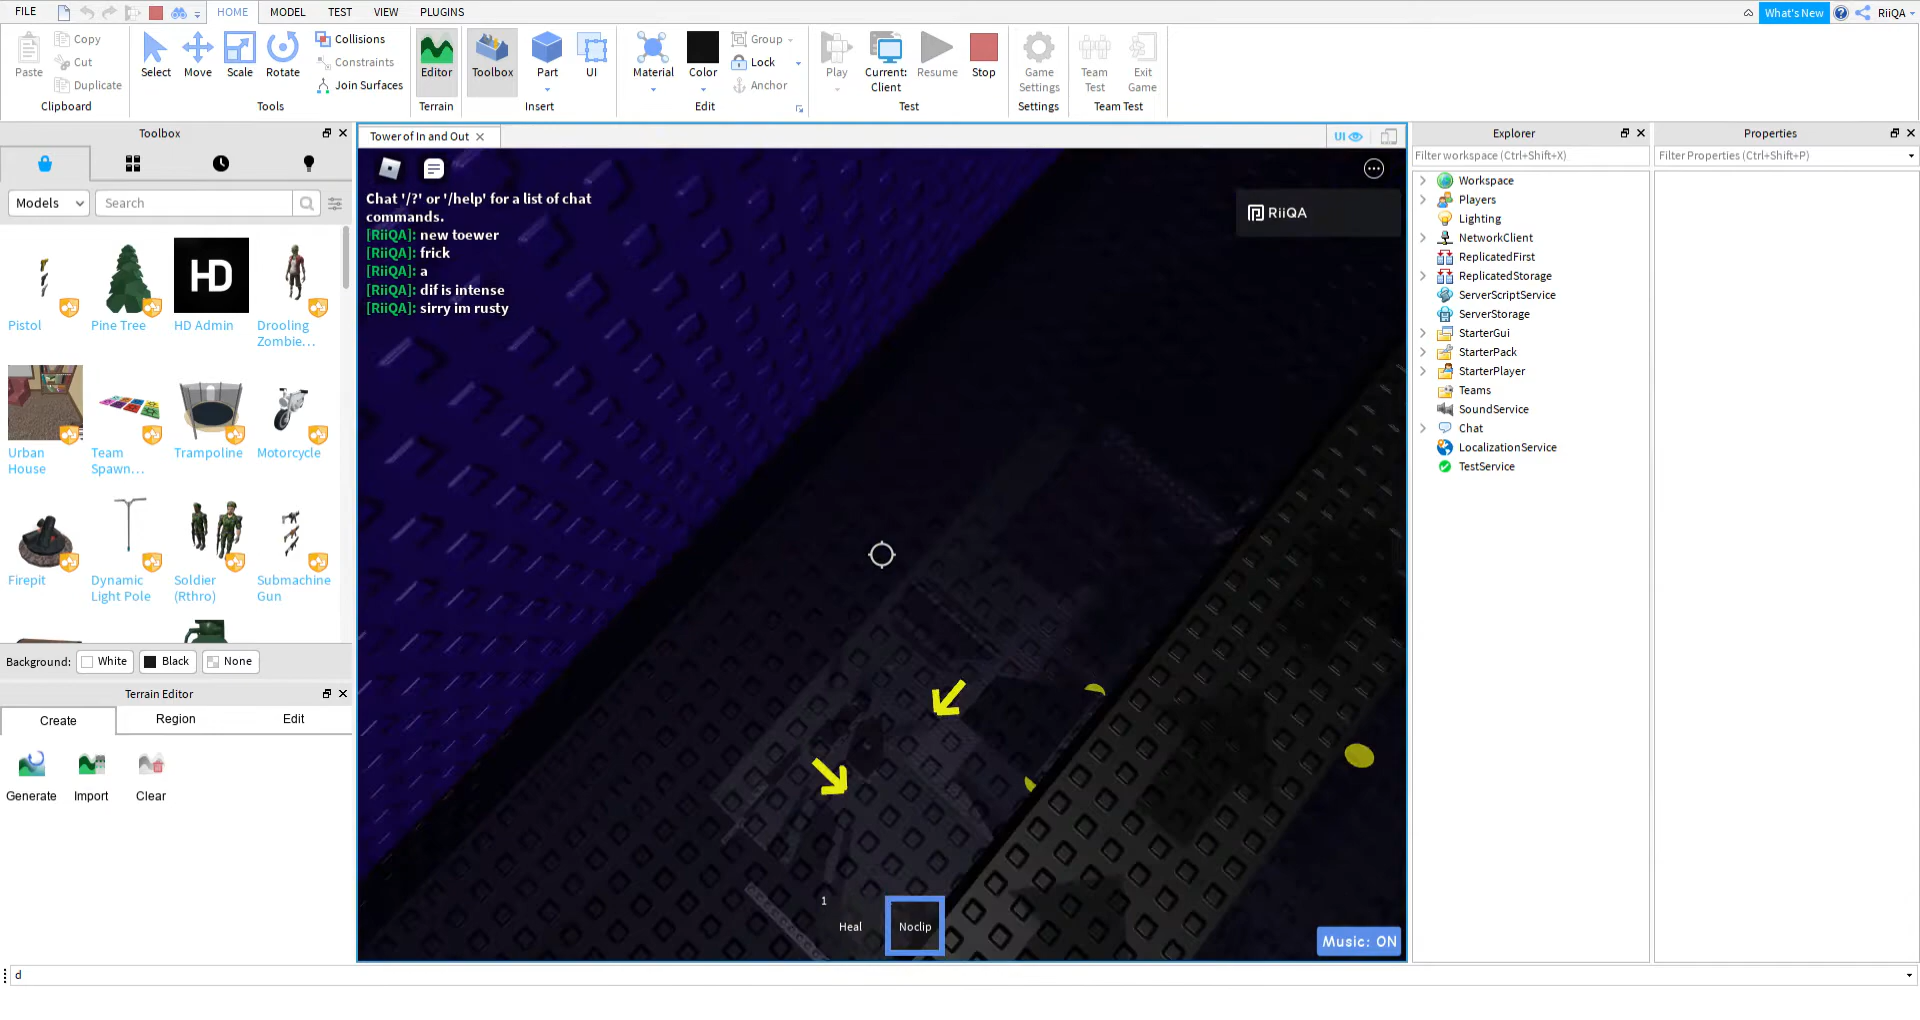 FILE
HOME
MODEL
TEST
VIEW
PLUGINS
What's New
RiiQA
Paste
Copy
Cut
Duplicate
Clipboard
Select
Move
Scale
Rotate
Collisions
Constraints
Join Surfaces
Tools
Editor
Terrain
Toolbox
Part
UI
Insert
Material
Color
Group
Lock
Anchor
Edit
Play
Current:
Client
Resume
Stop
Test
Game
Settings
Settings
Team
Test
Exit
Game
Team Test
Toolbox
Models
Search
Pistol
Pine Tree
HD
HD Admin
Drooling
Zombie...
Urban
House
Team
Spawn...
Trampoline
Motorcycle
Firepit
Dynamic
Light Pole
Soldier
(Rthro)
Submachine
Gun
Background:
White
Black
None
Terrain Editor
Create
Region
Edit
Generate
Import
Clear
Tower of In and Out
UI
Chat '/?' or '/help' for a list of chat
commands.
[RiiQA]: new toewer
[RiiQA]: frick
[RiiQA]: a
[RiiQA]: dif is intense
[RiiQA]: sirry im rusty
RiiQA
1
Heal
Noclip
Music: ON
Explorer
Filter workspace (Ctrl+Shift+X)
Workspace
Players
Lighting
NetworkClient
ReplicatedFirst
ReplicatedStorage
ServerScriptService
ServerStorage
StarterGui
StarterPack
StarterPlayer
Teams
SoundService
Chat
LocalizationService
TestService
Properties
Filter Properties (Ctrl+Shift+P)
d